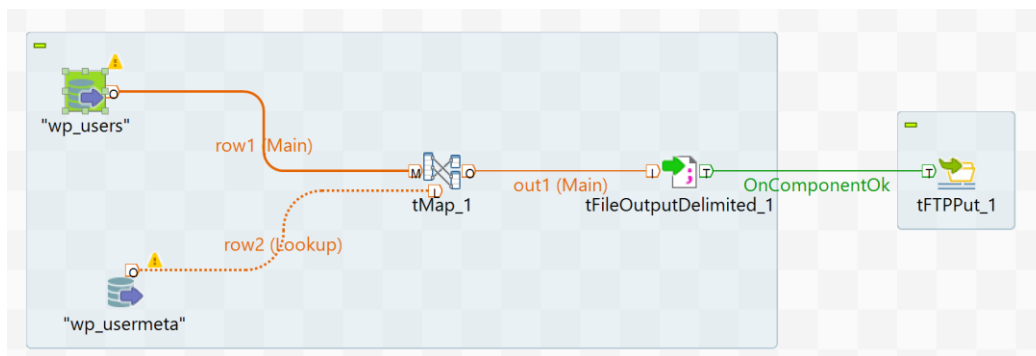 "wp_users"
row1 (Main)
tMap_1
out1 (Main)
tFileOutputDelimited_1
OnComponentOk
tFTPPut_1
row2 (Lookup)
"wp_usermeta"
O
M
O
I
I
T
T
O